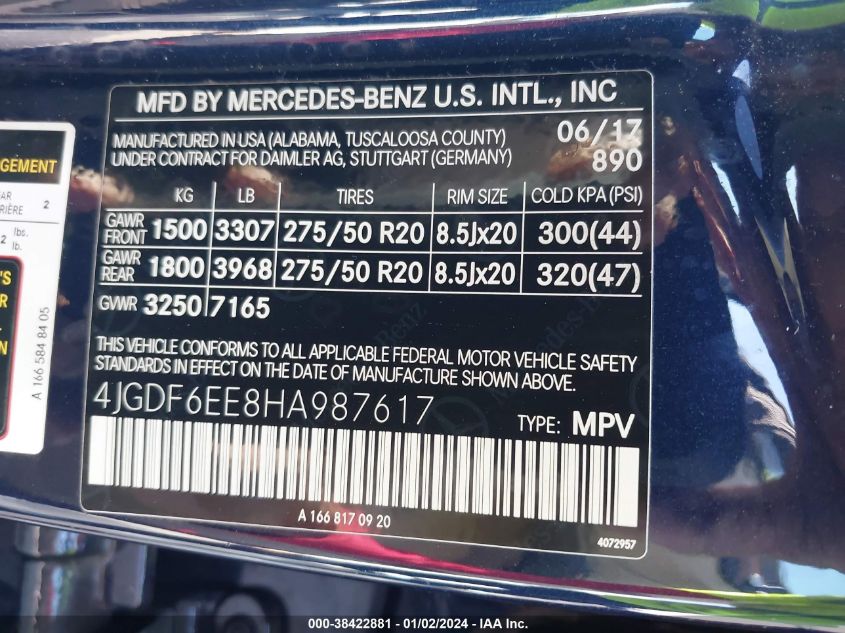 MFD BY MERCEDES-BENZ U.S. INTL., INC
MANUFACTURED IN USA (ALABAMA, TUSCALOOSA COUNTY) 06/17
UNDER CONTRACT FOR DAIMLER AG, STUTTGART (GERMANY) 890
KG LB TIRES RIM SIZE COLD KPA (PSI)
GAWR FRONT 1500 3307 275/50 R20 8.5Jx20 300(44)
GAWR REAR 1800 3968 275/50 R20 8.5Jx20 320(47)
GVWR 3250 7165
THIS VEHICLE CONFORMS TO ALL APPLICABLE FEDERAL MOTOR VEHICLE SAFETY
STANDARDS IN EFFECT ON THE DATE OF MANUFACTURE SHOWN ABOVE.
4JGDF6EE8HA987617
TYPE: MPV
A 166 817 09 20
4072957
2
lbs.
lb.
A 166 584 84 05
000-38422881 - 01/02/2024 - IAA Inc.